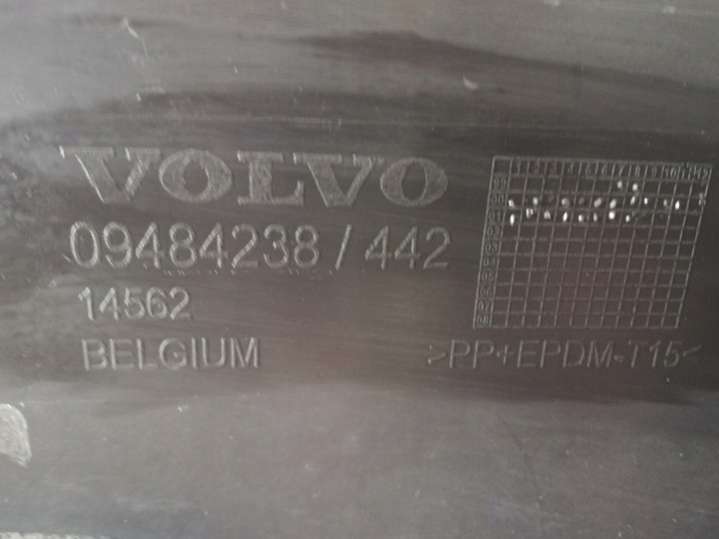 VOLVO
09484238 / 442
14562
BELGIUM
>PP+EPDM-T15<